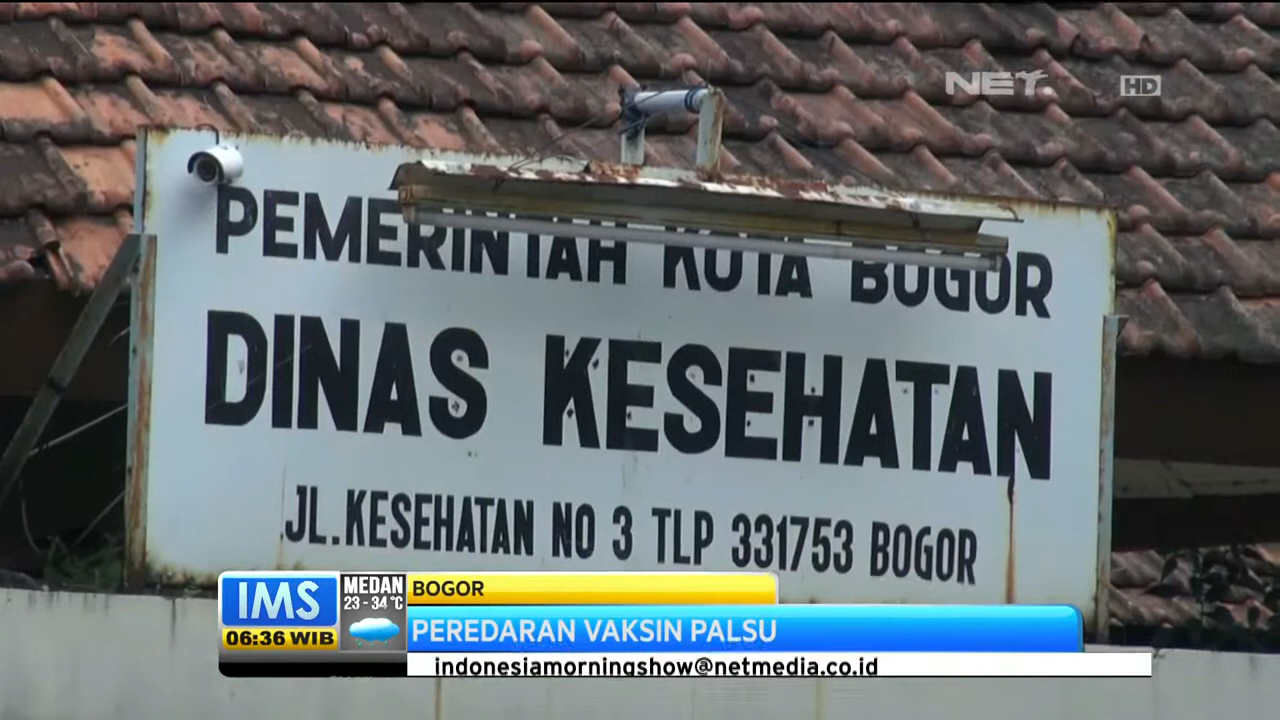 NET.
HD
PEMERINTAH KOTA BOGOR
DINAS KESEHATAN
JL.KESEHATAN NO 3 TLP 331753 BOGOR
IMS
06:36 WIB
MEDAN
23 - 34 °C
BOGOR
PEREDARAN VAKSIN PALSU
indonesiamorningshow@netmedia.co.id